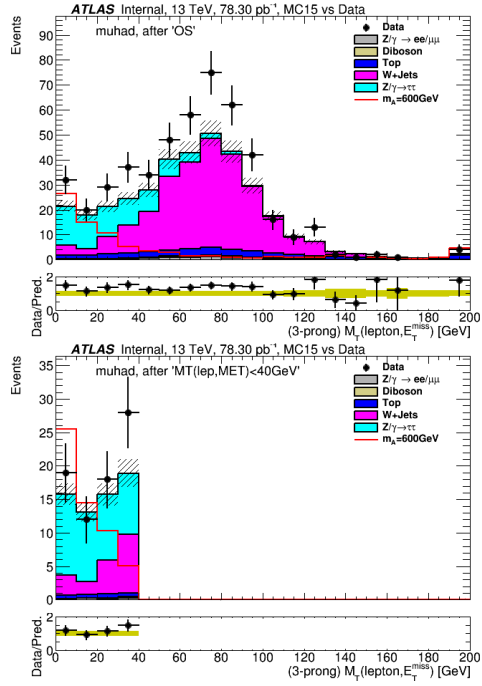 ATLAS Internal, 13 TeV, 78.30 pb⁻¹, MC15 vs Data
Events
muhad, after 'OS'
Data
Z/γ → ee/μμ
Diboson
Top
W+Jets
Z/γ→ττ
m_A=600GeV
90
80
70
60
50
40
30
20
10
0
Data/Pred.
2
0
0 20 40 60 80 100 120 140 160 180 200
(3-prong) M_T(lepton,E_T^miss) [GeV]
ATLAS Internal, 13 TeV, 78.30 pb⁻¹, MC15 vs Data
Events
muhad, after 'MT(lep,MET)<40GeV'
Data
Z/γ → ee/μμ
Diboson
Top
W+Jets
Z/γ→ττ
m_A=600GeV
35
30
25
20
15
10
5
0
Data/Pred.
2
0
0 20 40 60 80 100 120 140 160 180 200
(3-prong) M_T(lepton,E_T^miss) [GeV]